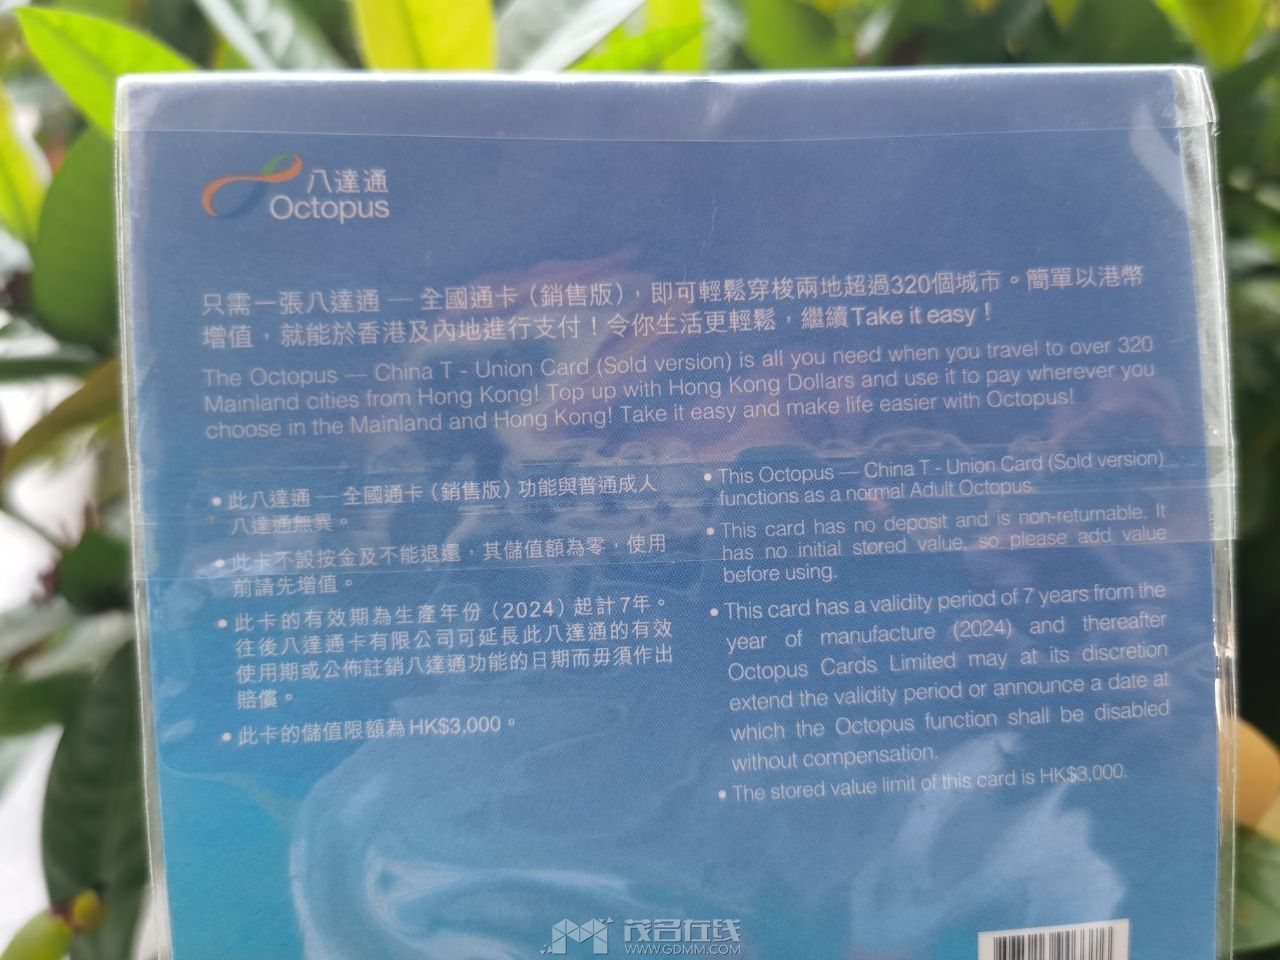 八達通
Octopus
只需一張八達通 — 全國通卡（銷售版），即可輕鬆穿梭兩地超過320個城市。簡單以港幣
增值，就能於香港及內地進行支付！令你生活更輕鬆，繼續Take it easy！
The Octopus — China T - Union Card (Sold version) is all you need when you travel to over 320
Mainland cities from Hong Kong! Top up with Hong Kong Dollars and use it to pay wherever you
choose in the Mainland and Hong Kong! Take it easy and make life easier with Octopus!
• 此八達通 — 全國通卡（銷售版）功能與普通成人
八達通無異。
• 此卡不設按金及不能退還，其儲值額為零，使用
前請先增值。
• 此卡的有效期為生產年份（2024）起計7年。
往後八達通卡有限公司可延長此八達通的有效
使用期或公佈註銷八達通功能的日期而毋須作出
賠償。
• 此卡的儲值限額為HK$3,000。
• This Octopus — China T - Union Card (Sold version)
functions as a normal Adult Octopus.
• This card has no deposit and is non-returnable. It
has no initial stored value, so please add value
before using.
• This card has a validity period of 7 years from the
year of manufacture (2024) and thereafter
Octopus Cards Limited may at its discretion
extend the validity period or announce a date at
which the Octopus function shall be disabled
without compensation.
• The stored value limit of this card is HK$3,000.
茂名在线
WWW.GDMM.COM